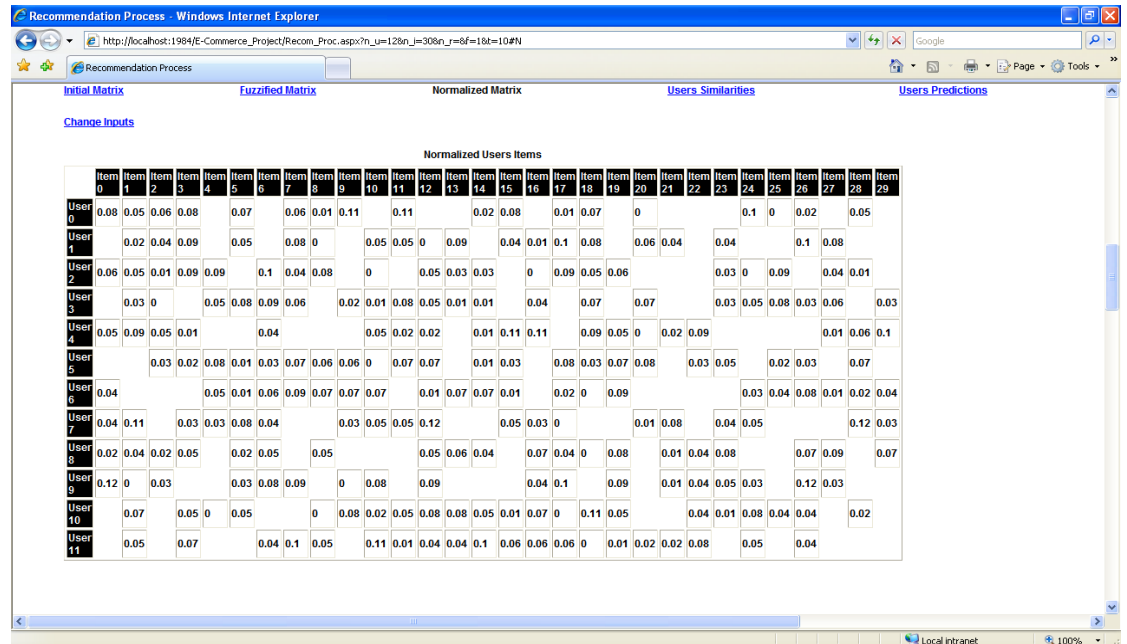 Recommendation Process - Windows Internet Explorer
http://localhost:1984/E-Commerce_Project/Recom_Proc.aspx?n_u=12&n_i=30&n_r=&f=1&t=10#N
Google
Recommendation Process
Page Tools »
Initial Matrix Fuzzified Matrix Normalized Matrix Users Similarities Users Predictions
Change Inputs
Normalized Users Items
Item 0 Item 1 Item 2 Item 3 Item 4 Item 5 Item 6 Item 7 Item 8 Item 9 Item 10 Item 11 Item 12 Item 13 Item 14 Item 15 Item 16 Item 17 Item 18 Item 19 Item 20 Item 21 Item 22 Item 23 Item 24 Item 25 Item 26 Item 27 Item 28 Item 29
User 0 0.08 0.05 0.06 0.08 0.07 0.06 0.01 0.11 0.11 0.02 0.08 0.01 0.07 0 0.1 0 0.02 0.05
User 1 0.02 0.04 0.09 0.05 0.08 0 0.05 0.05 0 0.09 0.04 0.01 0.1 0.08 0.06 0.04 0.04 0.1 0.08
User 2 0.06 0.05 0.01 0.09 0.09 0.1 0.04 0.08 0 0.05 0.03 0.03 0 0.09 0.05 0.06 0.03 0 0.09 0.04 0.01
User 3 0.03 0 0.05 0.08 0.09 0.06 0.02 0.01 0.08 0.05 0.01 0.01 0.04 0.07 0.07 0.03 0.05 0.08 0.03 0.06 0.03
User 4 0.05 0.09 0.05 0.01 0.04 0.05 0.02 0.02 0.01 0.11 0.11 0.09 0.05 0 0.02 0.09 0.01 0.06 0.1
User 5 0.03 0.02 0.08 0.01 0.03 0.07 0.06 0.06 0 0.07 0.07 0.01 0.03 0.08 0.03 0.07 0.08 0.03 0.05 0.02 0.03 0.07
User 6 0.04 0.05 0.01 0.06 0.09 0.07 0.07 0.07 0.01 0.07 0.07 0.01 0.02 0 0.09 0.03 0.04 0.08 0.01 0.02 0.04
User 7 0.04 0.11 0.03 0.03 0.08 0.04 0.03 0.05 0.05 0.12 0.05 0.03 0 0.01 0.08 0.04 0.05 0.12 0.03
User 8 0.02 0.04 0.02 0.05 0.02 0.05 0.05 0.05 0.06 0.04 0.07 0.04 0 0.08 0.01 0.04 0.08 0.07 0.09 0.07
User 9 0.12 0 0.03 0.03 0.08 0.09 0 0.08 0.09 0.04 0.1 0.09 0.01 0.04 0.05 0.03 0.12 0.03
User 10 0.07 0.05 0 0.05 0 0.08 0.02 0.05 0.08 0.08 0.05 0.01 0.07 0 0.11 0.05 0.04 0.01 0.08 0.04 0.04 0.02
User 11 0.05 0.07 0.04 0.1 0.05 0.11 0.01 0.04 0.04 0.1 0.06 0.06 0.06 0 0.01 0.02 0.02 0.08 0.05 0.04
Local intranet 100%